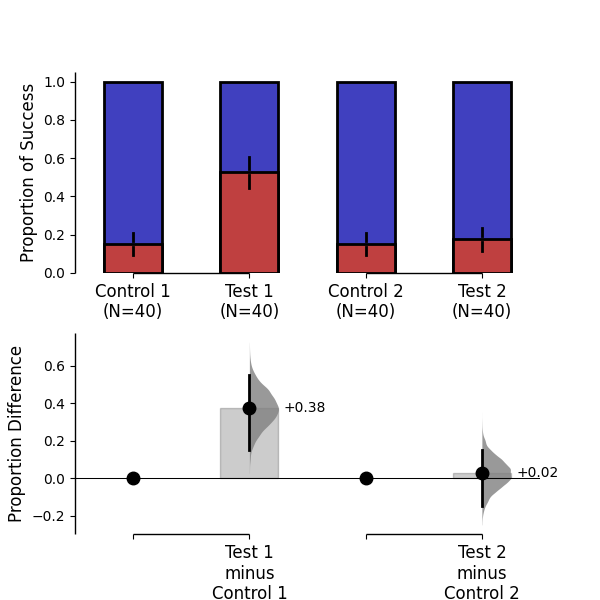 Proportion of Success
1.0
0.8
0.6
0.4
0.2
0.0
Control 1
(N=40)
Test 1
(N=40)
Control 2
(N=40)
Test 2
(N=40)
Proportion Difference
0.6
0.4
0.2
0.0
−0.2
+0.38
+0.02
Test 1
minus
Control 1
Test 2
minus
Control 2